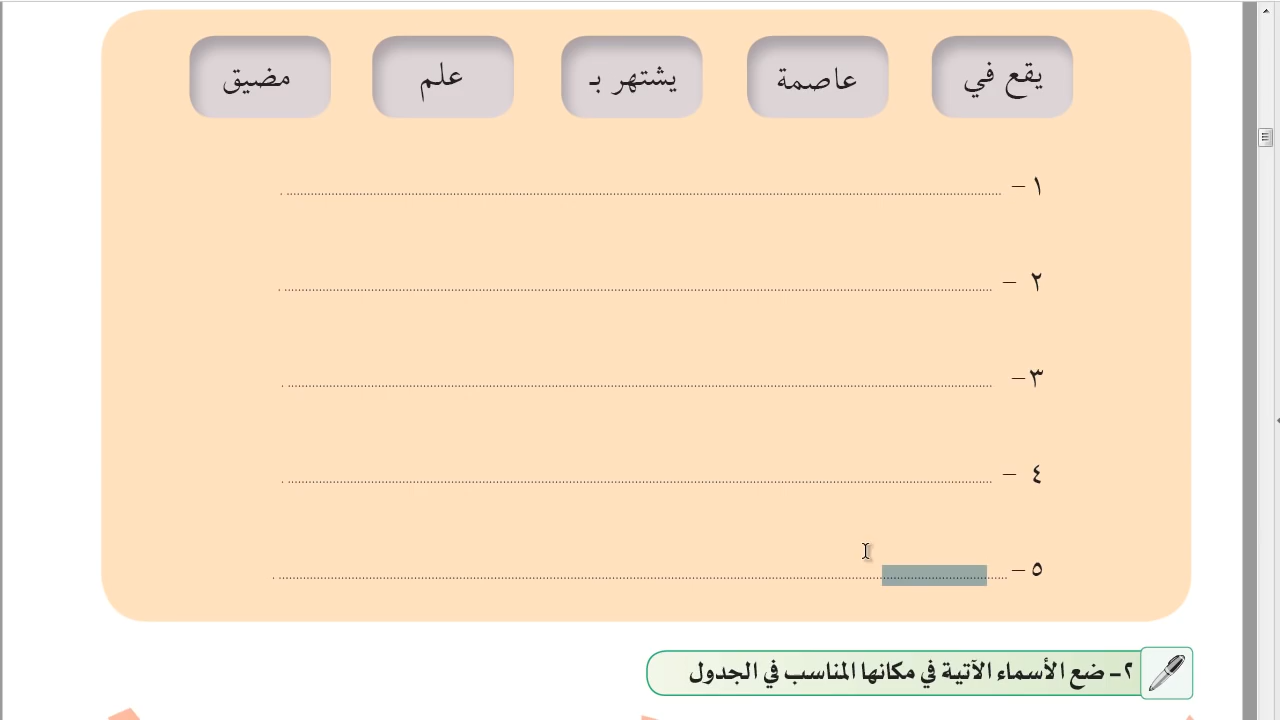 يقع في عاصمة يشتهر بـ علم مضيق
١ – .......................................................................... .
٢ – .......................................................................... .
٣– .......................................................................... .
٤ – .......................................................................... .
٥ – .......................................................................... .
٢– ضع الأسماء الآتية في مكانها المناسب في الجدول